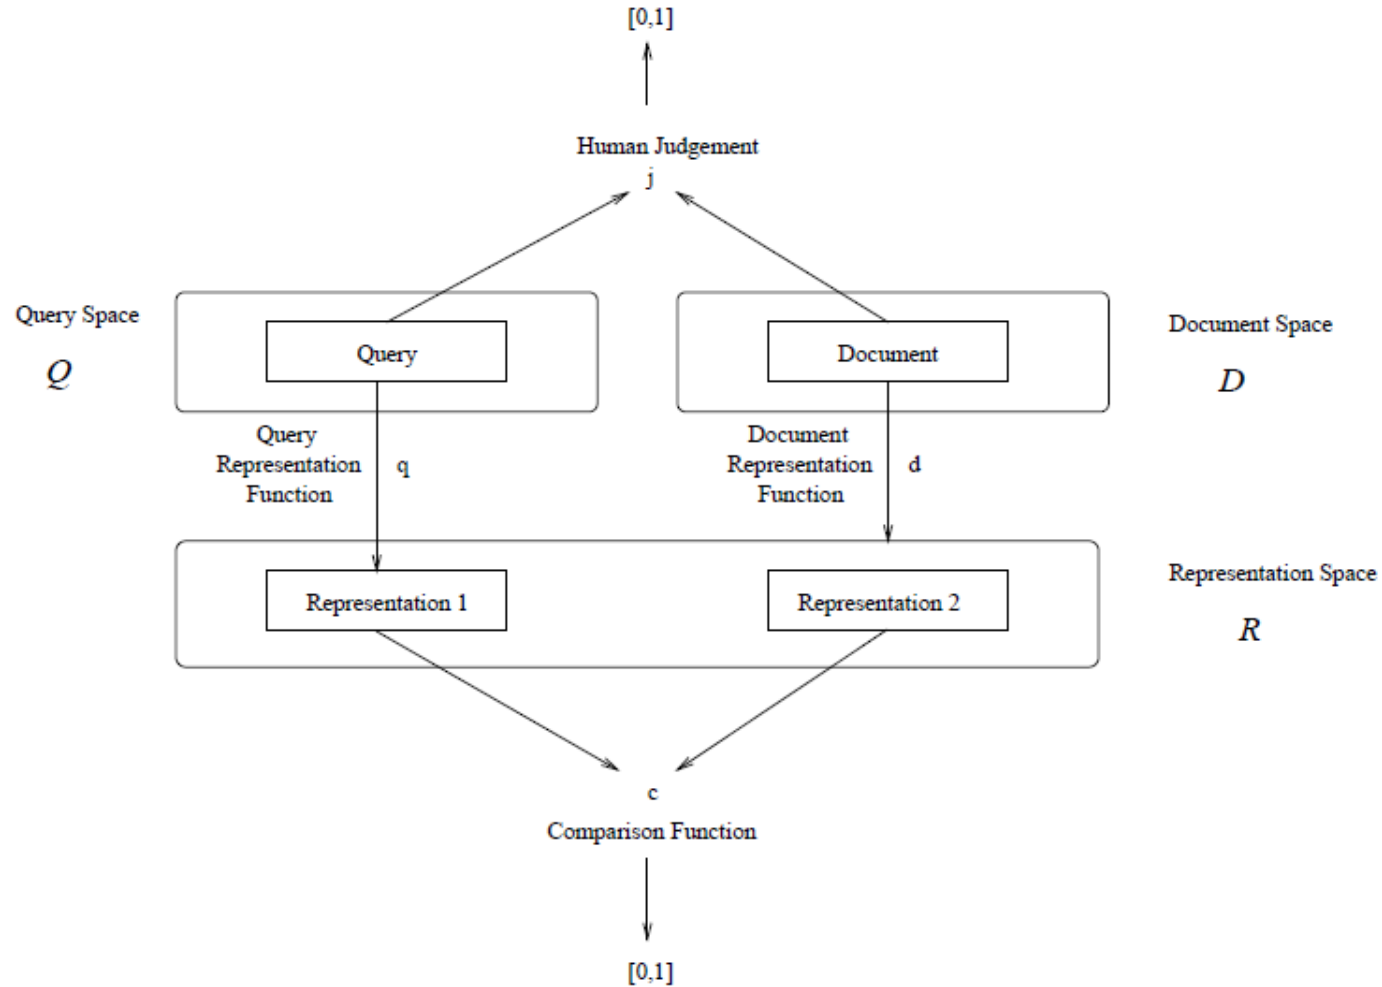 [0,1]
Human Judgement
j
Query Space
Q
Query
Document
Document Space
D
Query
Representation
Function
q
Document
Representation
Function
d
Representation 1
Representation 2
Representation Space
R
c
Comparison Function
[0,1]